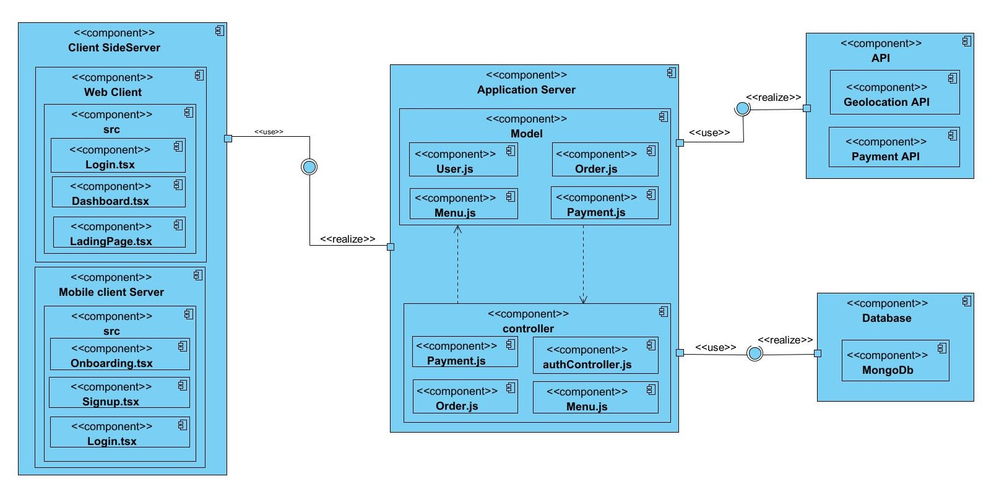 <<component>>
Client SideServer
<<component>>
Web Client
<<component>>
src
<<component>>
Login.tsx
<<component>>
Dashboard.tsx
<<component>>
LadingPage.tsx
<<component>>
Mobile client Server
<<component>>
src
<<component>>
Onboarding.tsx
<<component>>
Signup.tsx
<<component>>
Login.tsx
<<use>>
<<realize>>
<<component>>
Application Server
<<component>>
Model
<<component>>
User.js
<<component>>
Order.js
<<component>>
Menu.js
<<component>>
Payment.js
<<component>>
controller
<<component>>
Payment.js
<<component>>
authController.js
<<component>>
Order.js
<<component>>
Menu.js
<<use>>
<<realize>>
<<component>>
API
<<component>>
Geolocation API
<<component>>
Payment API
<<use>>
<<realize>>
<<component>>
Database
<<component>>
MongoDb